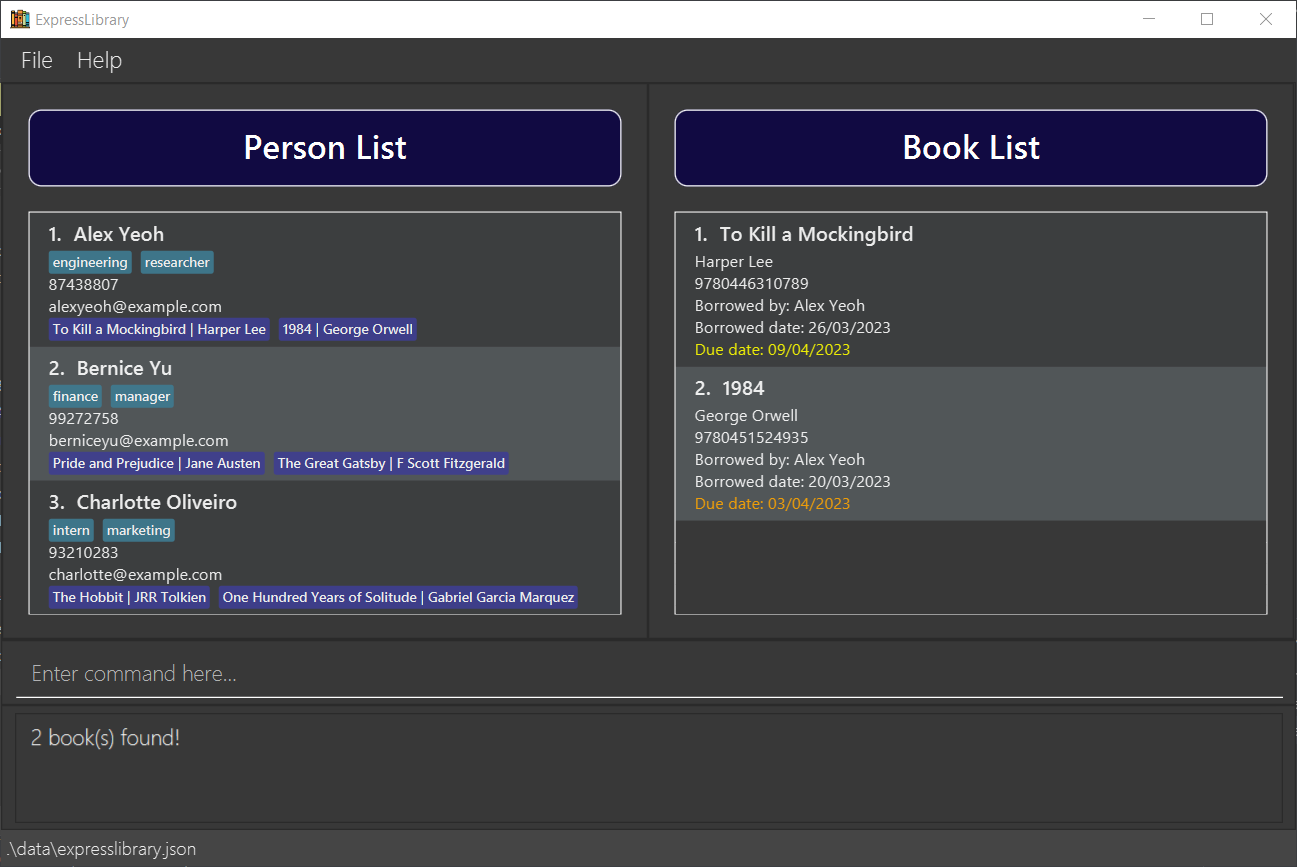 ExpressLibrary
File Help
Person List
1. Alex Yeoh
engineering researcher
87438807
alexyeoh@example.com
To Kill a Mockingbird | Harper Lee 1984 | George Orwell
2. Bernice Yu
finance manager
99272758
berniceyu@example.com
Pride and Prejudice | Jane Austen The Great Gatsby | F Scott Fitzgerald
3. Charlotte Oliveiro
intern marketing
93210283
charlotte@example.com
The Hobbit | JRR Tolkien One Hundred Years of Solitude | Gabriel Garcia Marquez
Book List
1. To Kill a Mockingbird
Harper Lee
9780446310789
Borrowed by: Alex Yeoh
Borrowed date: 26/03/2023
Due date: 09/04/2023
2. 1984
George Orwell
9780451524935
Borrowed by: Alex Yeoh
Borrowed date: 20/03/2023
Due date: 03/04/2023
Enter command here...
2 book(s) found!
.\data\expresslibrary.json